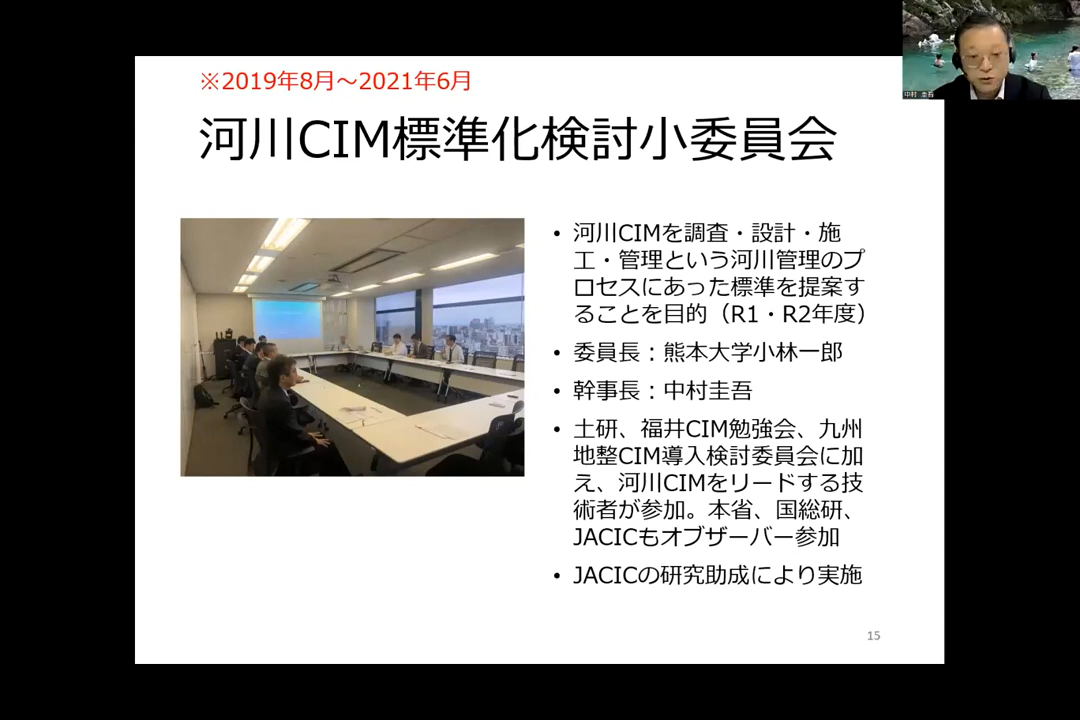 ※2019年8月～2021年6月
河川CIM標準化検討小委員会
中村 圭吾
• 河川CIMを調査・設計・施
工・管理という河川管理のプ
ロセスにあった標準を提案す
ることを目的（R1・R2年度）
• 委員長：熊本大学小林一郎
• 幹事長：中村圭吾
• 土研、福井CIM勉強会、九州
地整CIM導入検討委員会に加
え、河川CIMをリードする技
術者が参加。本省、国総研、
JACICもオブザーバー参加
• JACICの研究助成により実施
15